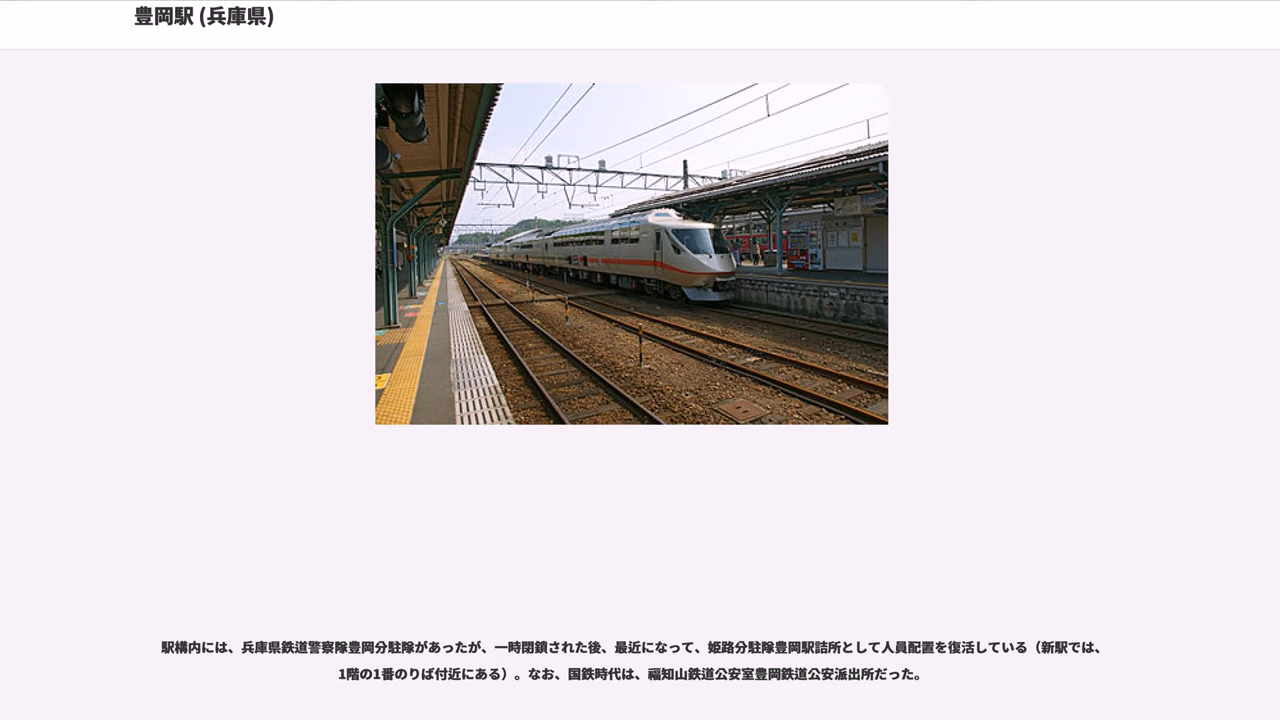 豊岡駅 (兵庫県)
駅構内には、兵庫県鉄道警察隊豊岡分駐隊があったが、一時閉鎖された後、最近になって、姫路分駐隊豊岡駅詰所として人員配置を復活している（新駅では、
1階の1番のりば付近にある）。なお、国鉄時代は、福知山鉄道公安室豊岡鉄道公安派出所だった。